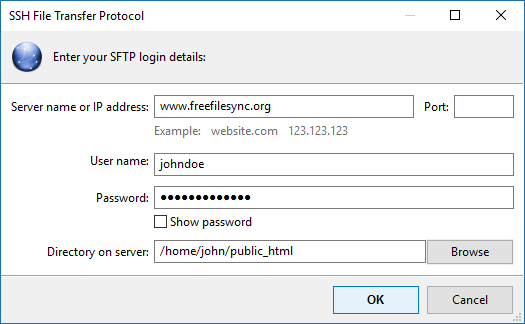 SSH File Transfer Protocol
Enter your SFTP login details:
Server name or IP address: www.freefilesync.org Port:
Example: website.com 123.123.123
User name: johndoe
Password: ●●●●●●●●●●●●●
Show password
Directory on server: /home/john/public_html Browse
OK Cancel